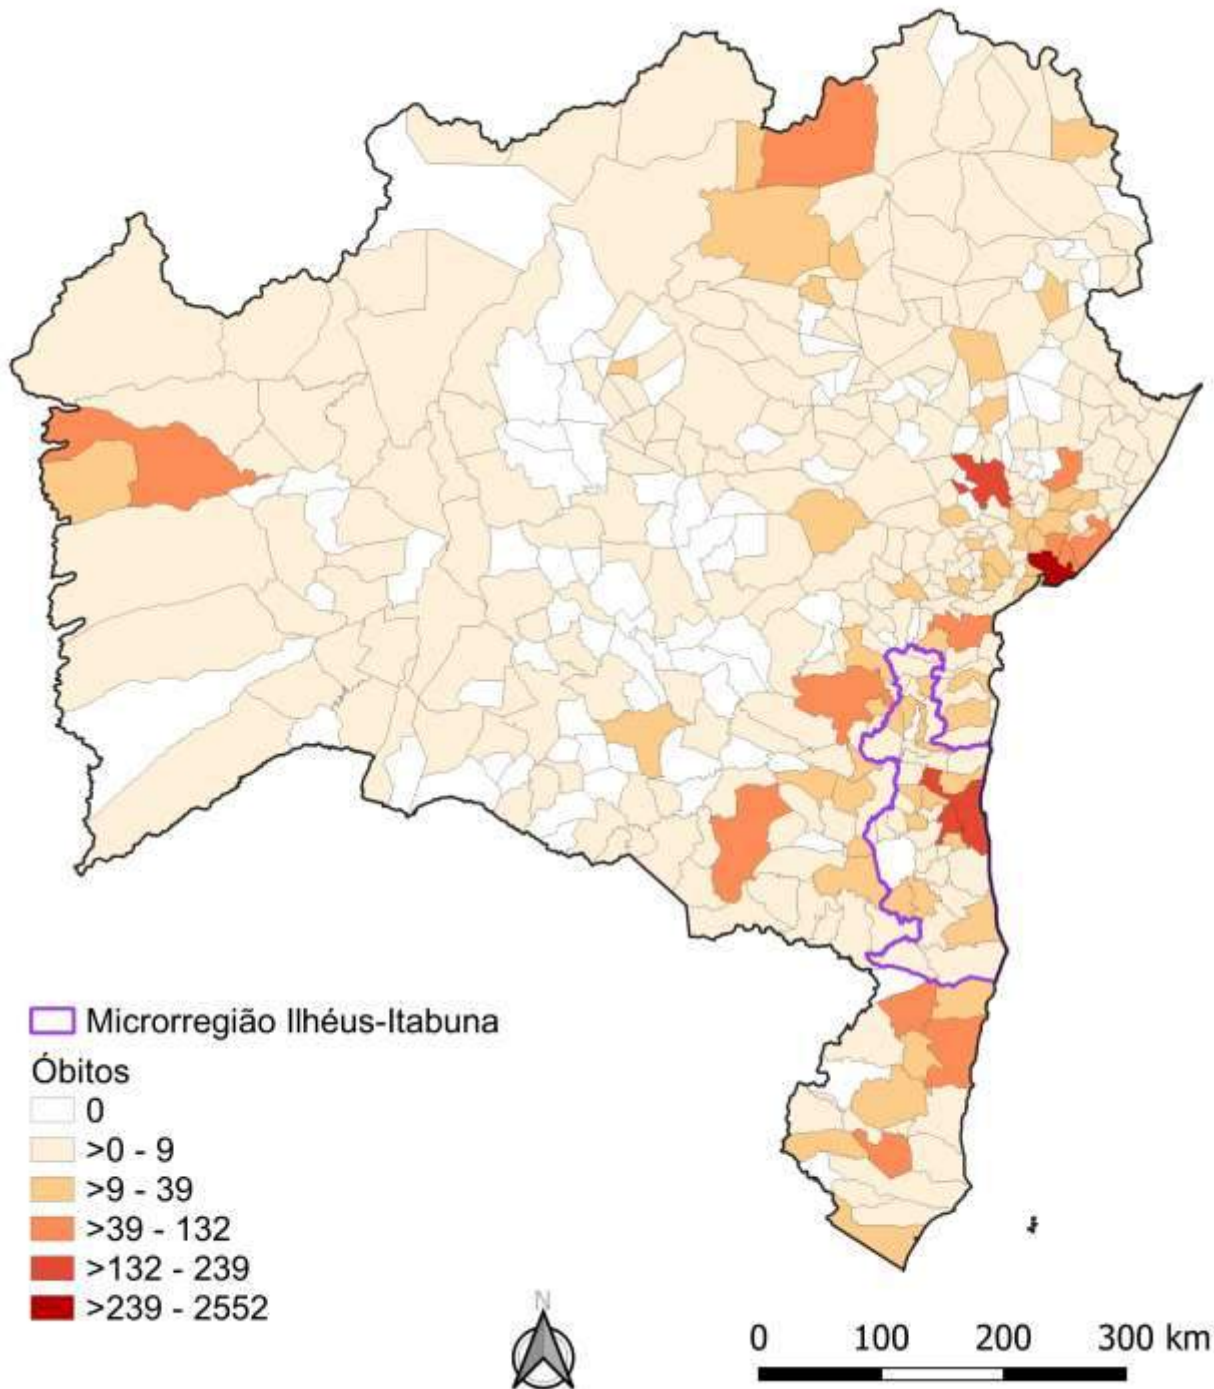 Microrregião Ilhéus-Itabuna
Óbitos
0
>0 - 9
>9 - 39
>39 - 132
>132 - 239
>239 - 2552
N
0 100 200 300 km